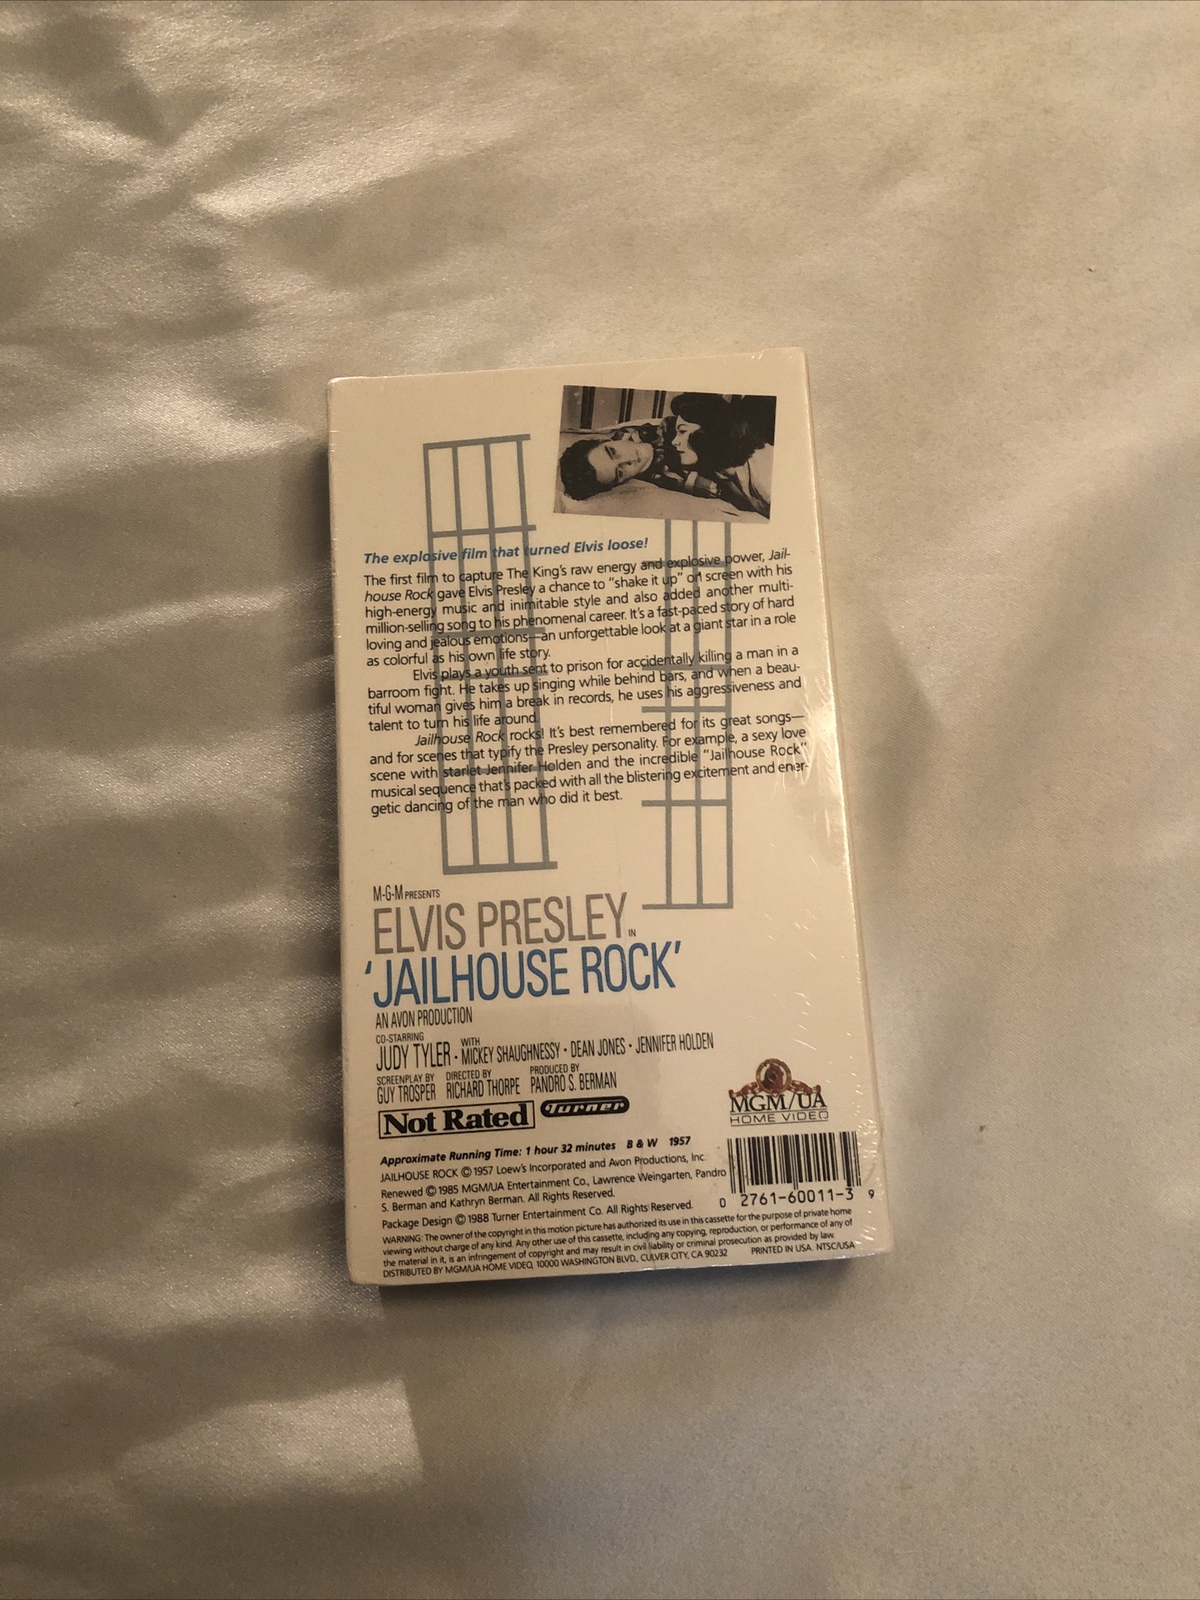 The explosive film that turned Elvis loose!
The first film to capture The King's raw energy and explosive power, Jail-
house Rock gave Elvis Presley a chance to "shake it up" on screen with his
high-energy music and inimitable style and also added another multi-
million-selling song to his phenomenal career. It's a fast-paced story of hard
loving and jealous emotions—an unforgettable look at a giant star in a role
as colorful as his own life story.
Elvis plays a youth sent to prison for accidentally killing a man in a
barroom fight. He takes up singing while behind bars, and when a beau-
tiful woman gives him a break in records, he uses his aggressiveness and
talent to turn his life around.
Jailhouse Rock rocks! It's best remembered for its great songs—
and for scenes that typify the Presley personality. For example, a sexy love
scene with starlet Jennifer Holden and the incredible "Jailhouse Rock"
musical sequence that's packed with all the blistering excitement and ener-
getic dancing of the man who did it best.
M-G-M PRESENTS
ELVIS PRESLEY IN
'JAILHOUSE ROCK'
AN AVON PRODUCTION
CO-STARRING WITH
JUDY TYLER • MICKEY SHAUGHNESSY • DEAN JONES • JENNIFER HOLDEN
SCREENPLAY BY DIRECTED BY PRODUCED BY
GUY TROSPER RICHARD THORPE PANDRO S. BERMAN
Not Rated Turner
MGM/UA
HOME VIDEO
Approximate Running Time: 1 hour 32 minutes B & W 1957
JAILHOUSE ROCK © 1957 Loew's Incorporated and Avon Productions, Inc.
Renewed © 1985 MGM/UA Entertainment Co., Lawrence Weingarten, Pandro
S. Berman and Kathryn Berman. All Rights Reserved.
Package Design © 1988 Turner Entertainment Co. All Rights Reserved.
0 2761-60011-3 9
WARNING: The owner of the copyright in this motion picture has authorized its use in this cassette for the purpose of private home
viewing without charge of any kind. Any other use of this cassette, including any copying, reproduction, or performance of any of
the material in it, is an infringement of copyright and may result in civil liability or criminal prosecution as provided by law.
DISTRIBUTED BY MGM/UA HOME VIDEO, 10000 WASHINGTON BLVD., CULVER CITY, CA 90232 PRINTED IN USA. NTSC/USA